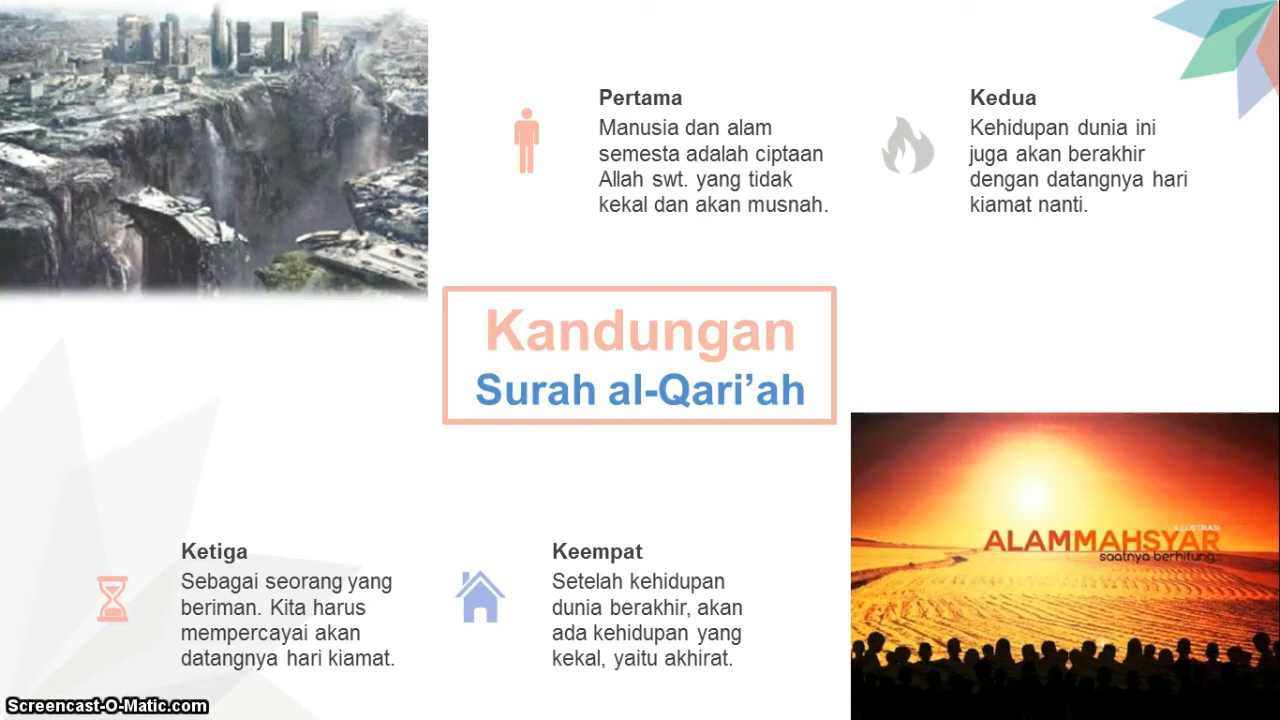 Pertama
Manusia dan alam
semesta adalah ciptaan
Allah swt. yang tidak
kekal dan akan musnah.
Kedua
Kehidupan dunia ini
juga akan berakhir
dengan datangnya hari
kiamat nanti.
Kandungan
Surah al-Qari’ah
ILLUSTRASI
ALAMMAHSYAR
saatnya berhitung...
Ketiga
Sebagai seorang yang
beriman. Kita harus
mempercayai akan
datangnya hari kiamat.
Keempat
Setelah kehidupan
dunia berakhir, akan
ada kehidupan yang
kekal, yaitu akhirat.
Screencast-O-Matic.com